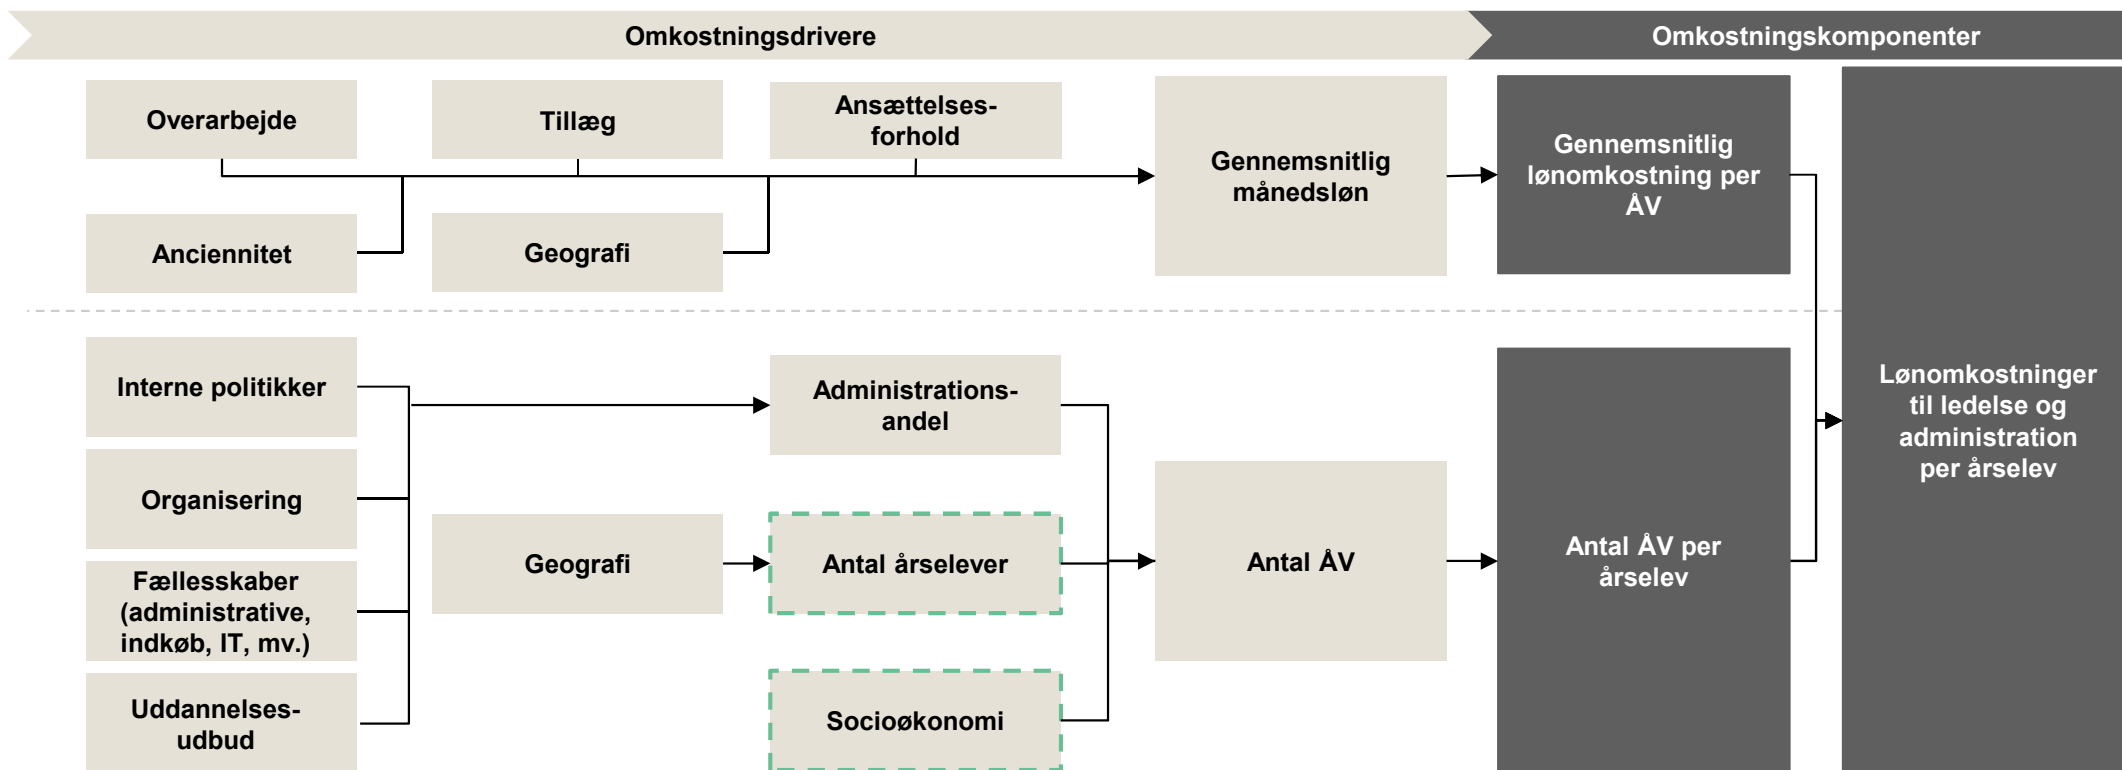 Omkostningsdrivere
Omkostningskomponenter
Overarbejde
Tillæg
Ansættelses-
forhold
Anciennitet
Geografi
Gennemsnitlig
månedsløn
Gennemsnitlig
lønomkostning per
ÅV
Interne politikker
Organisering
Fællesskaber
(administrative,
indkøb, IT, mv.)
Uddannelses-
udbud
Geografi
Administrations-
andel
Antal årselever
Socioøkonomi
Antal ÅV
Antal ÅV per
årselev
Lønomkostninger
til ledelse og
administration
per årselev